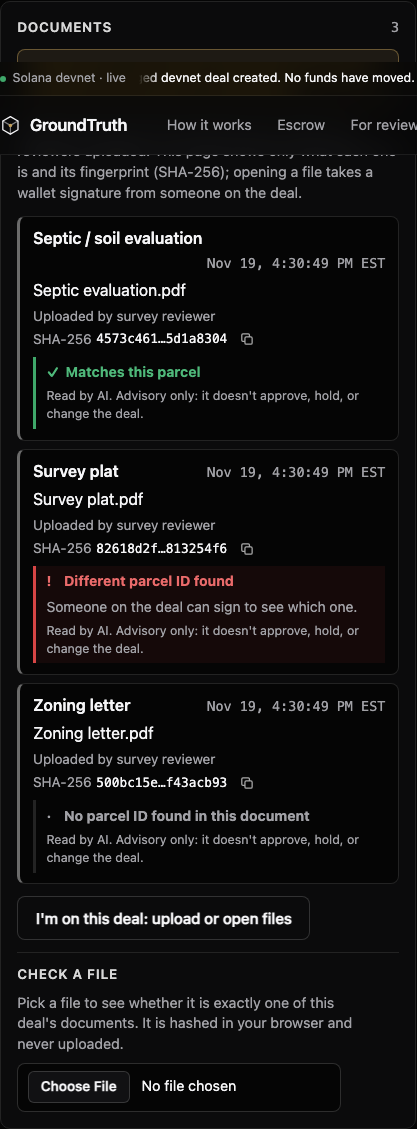 DOCUMENTS 3
Solana devnet · live ed devnet deal created. No funds have moved.
GroundTruth How it works Escrow For review
is and its fingerprint (SHA-256); opening a file takes a
wallet signature from someone on the deal.
Septic / soil evaluation
Nov 19, 4:30:49 PM EST
Septic evaluation.pdf
Uploaded by survey reviewer
SHA-256 4573c461…5d1a8304
✓ Matches this parcel
Read by AI. Advisory only: it doesn't approve, hold, or
change the deal.
Survey plat Nov 19, 4:30:49 PM EST
Survey plat.pdf
Uploaded by survey reviewer
SHA-256 82618d2f…813254f6
! Different parcel ID found
Someone on the deal can sign to see which one.
Read by AI. Advisory only: it doesn't approve, hold, or
change the deal.
Zoning letter Nov 19, 4:30:49 PM EST
Zoning letter.pdf
Uploaded by survey reviewer
SHA-256 500bc15e…f43acb93
· No parcel ID found in this document
Read by AI. Advisory only: it doesn't approve, hold, or
change the deal.
I'm on this deal: upload or open files
CHECK A FILE
Pick a file to see whether it is exactly one of this
deal's documents. It is hashed in your browser and
never uploaded.
Choose File No file chosen